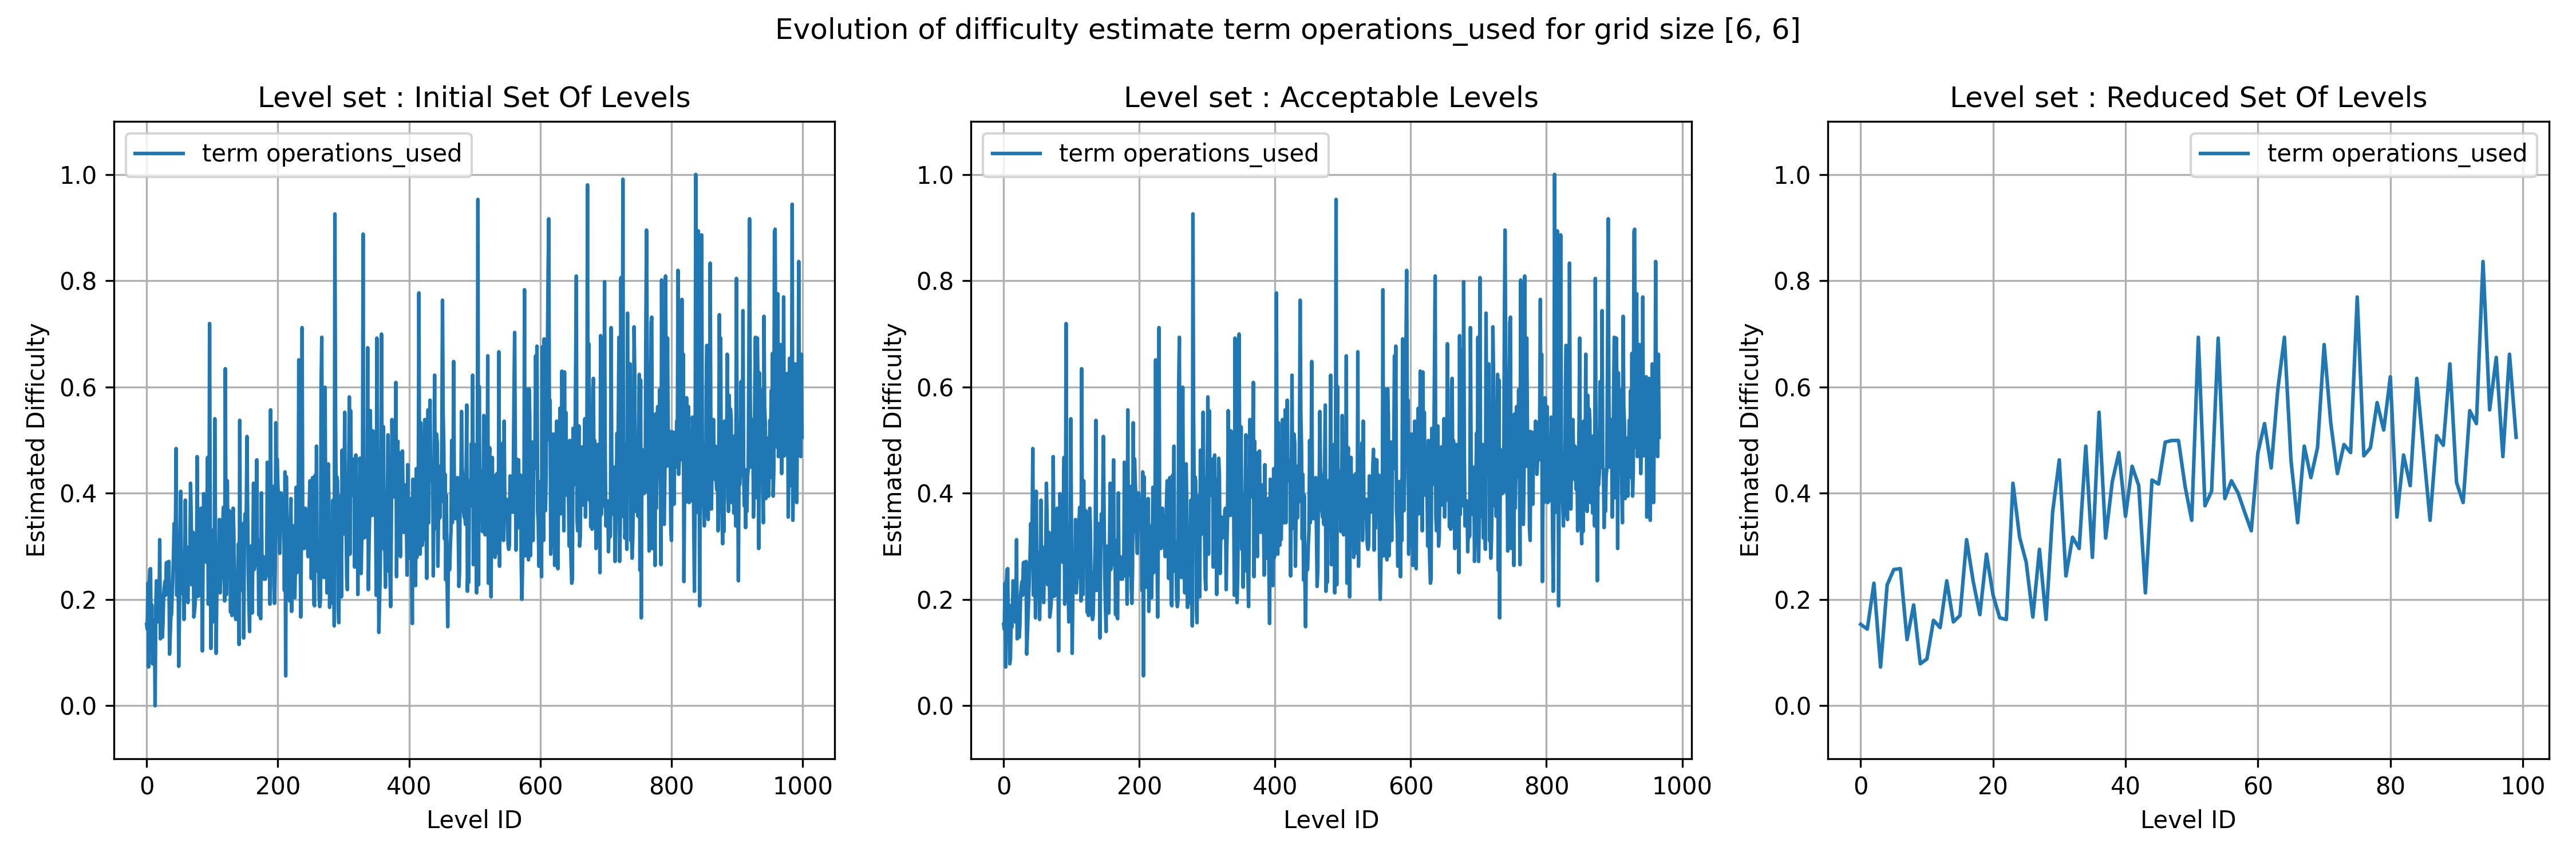 Evolution of difficulty estimate term operations_used for grid size [6, 6]
Level set : Initial Set Of Levels
term operations_used
1.0
0.8
0.6
0.4
0.2
0.0
Estimated Difficulty
0 200 400 600 800 1000
Level ID
Level set : Acceptable Levels
term operations_used
1.0
0.8
0.6
0.4
0.2
0.0
Estimated Difficulty
0 200 400 600 800 1000
Level ID
Level set : Reduced Set Of Levels
term operations_used
1.0
0.8
0.6
0.4
0.2
0.0
Estimated Difficulty
0 20 40 60 80 100
Level ID